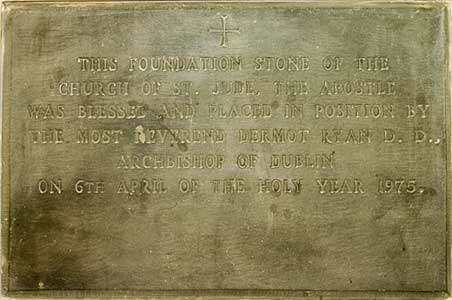 THIS FOUNDATION STONE OF THE
CHURCH OF ST. JUDE, THE APOSTLE
WAS BLESSED AND PLACED IN POSITION BY
THE MOST REVEREND DERMOT RYAN D. D.,
ARCHBISHOP OF DUBLIN
ON 6TH APRIL OF THE HOLY YEAR 1975.